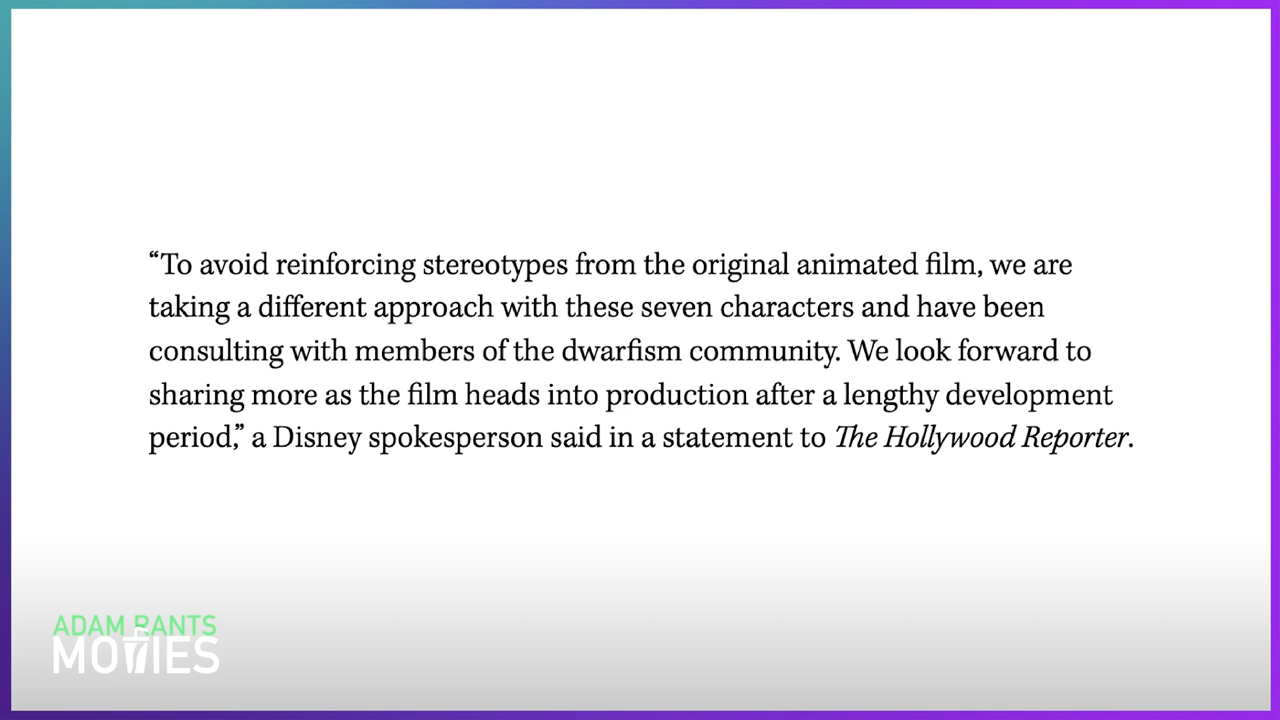 “To avoid reinforcing stereotypes from the original animated film, we are
taking a different approach with these seven characters and have been
consulting with members of the dwarfism community. We look forward to
sharing more as the film heads into production after a lengthy development
period,” a Disney spokesperson said in a statement to The Hollywood Reporter.
ADAM RANTS
MOVIES